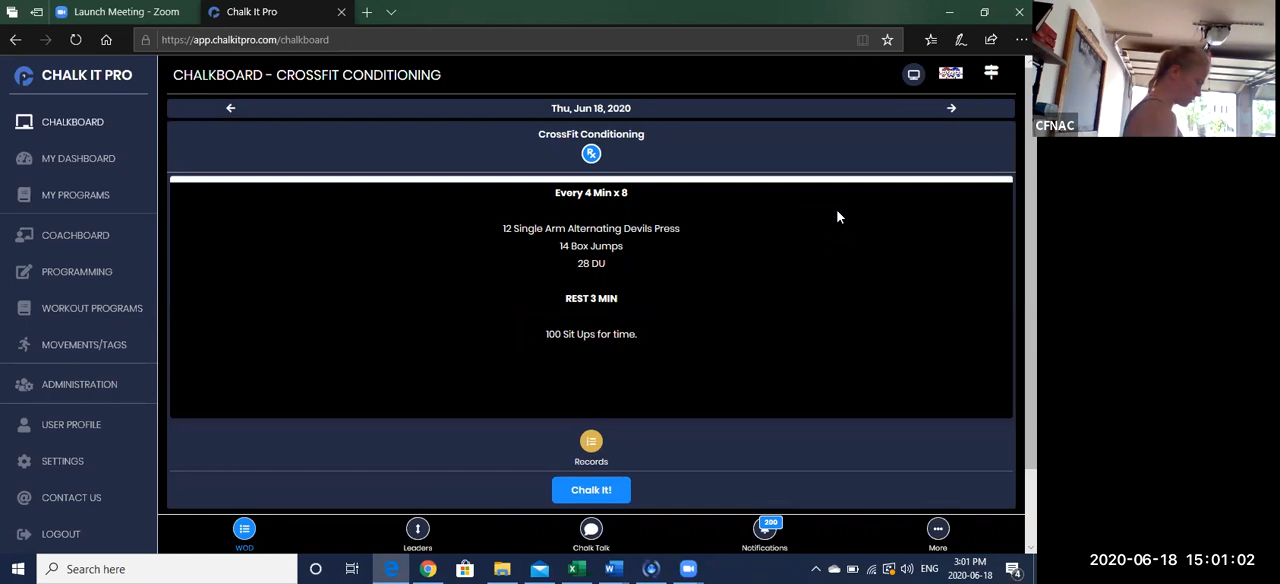 Launch Meeting - Zoom
Chalk It Pro
https://app.chalkitpro.com/chalkboard
CHALK IT PRO
CHALKBOARD
MY DASHBOARD
MY PROGRAMS
COACHBOARD
PROGRAMMING
WORKOUT PROGRAMS
MOVEMENTS/TAGS
ADMINISTRATION
USER PROFILE
SETTINGS
CONTACT US
LOGOUT
CHALKBOARD - CROSSFIT CONDITIONING
Thu, Jun 18, 2020
CrossFit Conditioning
Rx
Every 4 Min x 8
12 Single Arm Alternating Devils Press
14 Box Jumps
28 DU
REST 3 MIN
100 Sit Ups for time.
Records
Chalk It!
WOD
Leaders
Chalk Talk
200
Notifications
More
CFNAC
Search here
ENG
3:01 PM
2020-06-18
4
2020-06-18 15:01:02